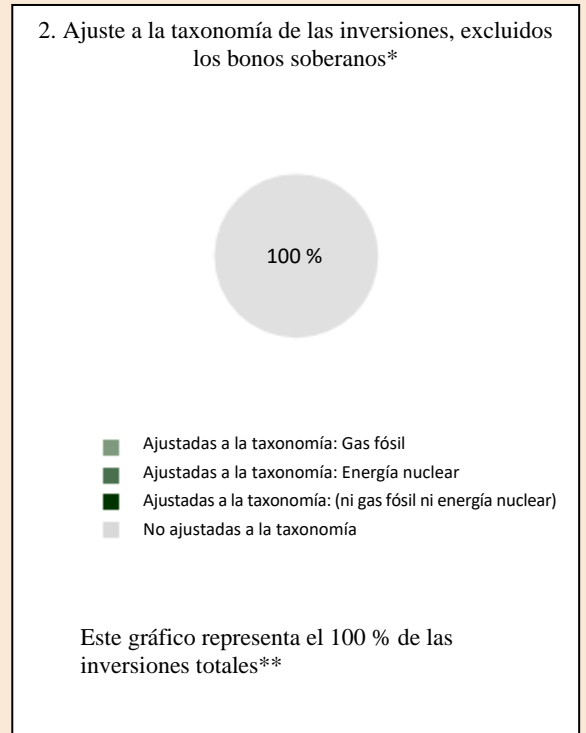 2. Ajuste a la taxonomía de las inversiones, excluidos
los bonos soberanos*
100 %
Ajustadas a la taxonomía: Gas fósil
Ajustadas a la taxonomía: Energía nuclear
Ajustadas a la taxonomía: (ni gas fósil ni energía nuclear)
No ajustadas a la taxonomía
Este gráfico representa el 100 % de las
inversiones totales**